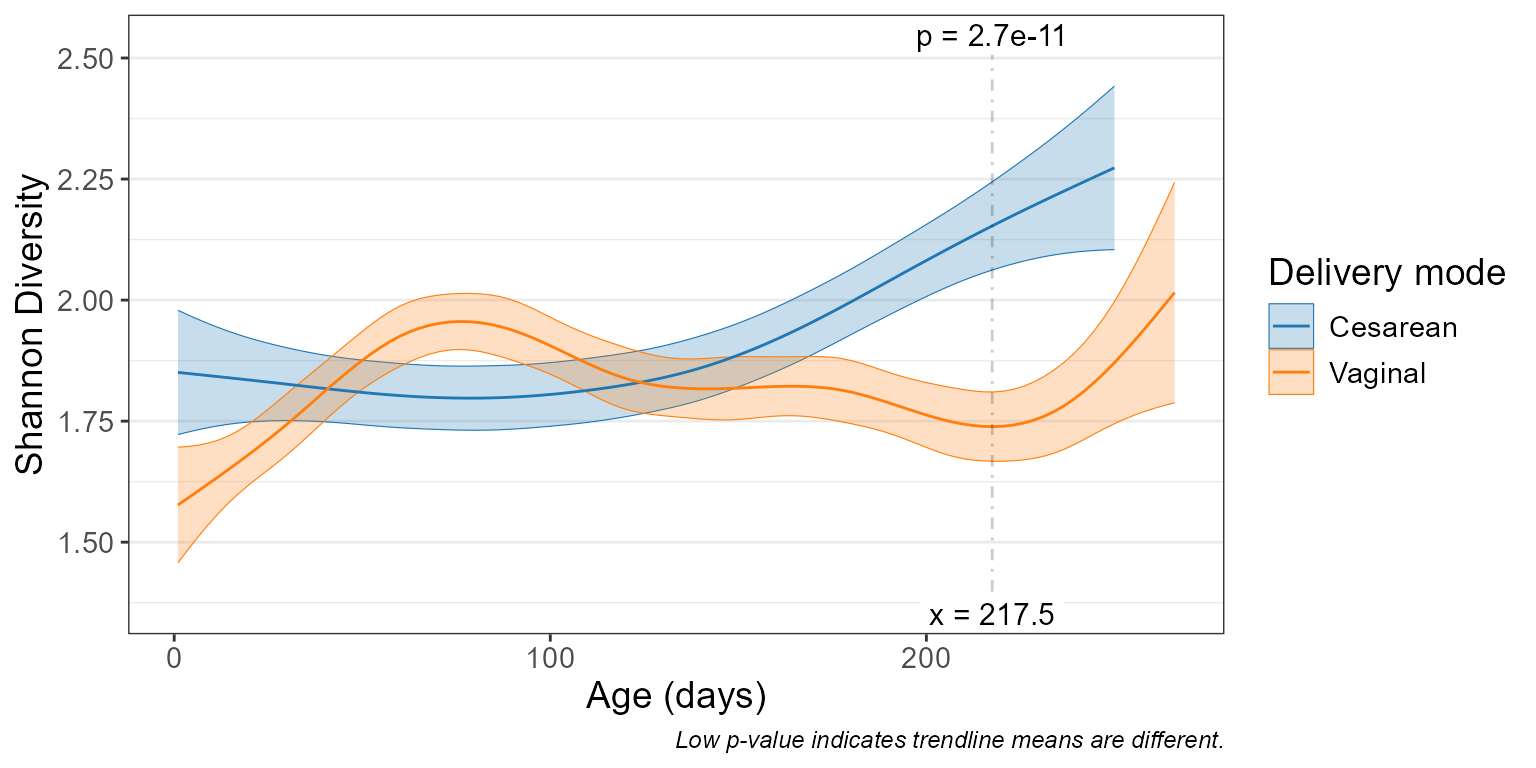 p = 2.7e-11
2.50
2.25
2.00
1.75
1.50
Shannon Diversity
x = 217.5
0
100
200
Age (days)
Low p-value indicates trendline means are different.
Delivery mode
Cesarean
Vaginal